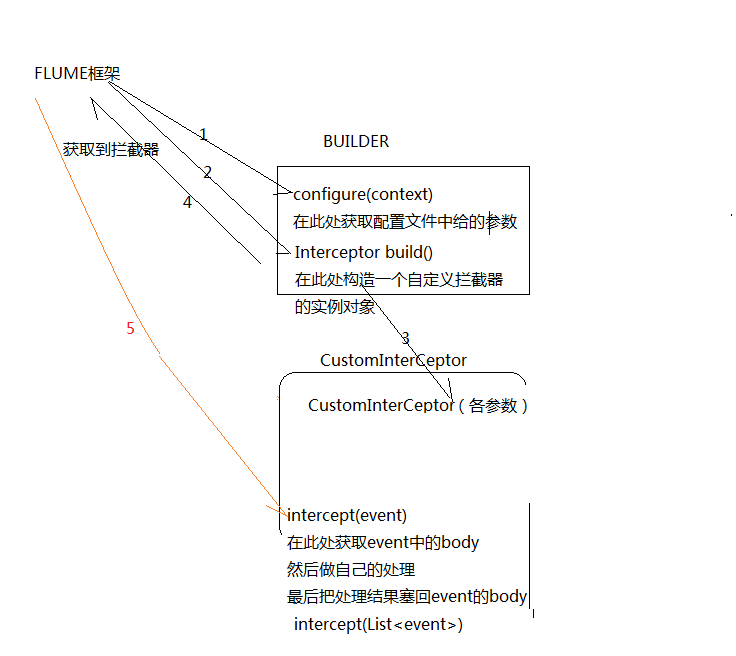 FLUME框架
1
BUILDER
获取到拦截器
2
4
configure(context)
在此处获取配置文件中给的参数
Interceptor build()
在此处构造一个自定义拦截器
的实例对象
5
3
CustomInterCeptor
CustomInterCeptor（各参数）
intercept(event)
在此处获取event中的body
然后做自己的处理
最后把处理结果塞回event的body
intercept(List<event>)